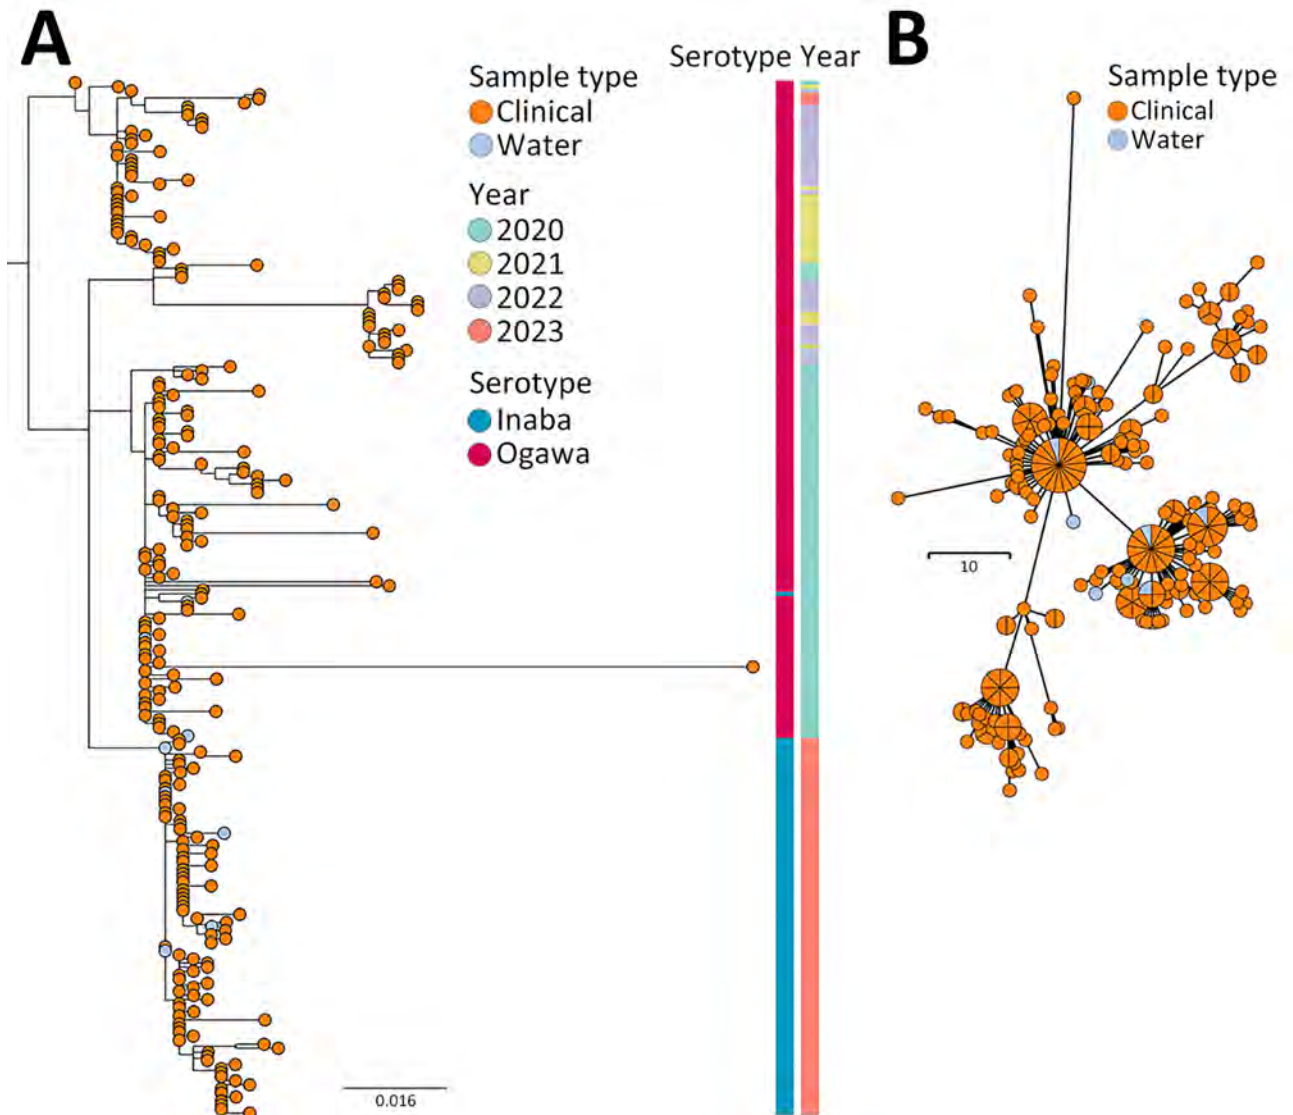 A
Serotype Year
Sample type
Clinical
Water
Year
2020
2021
2022
2023
Serotype
Inaba
Ogawa
0.016
B
Sample type
Clinical
Water
10